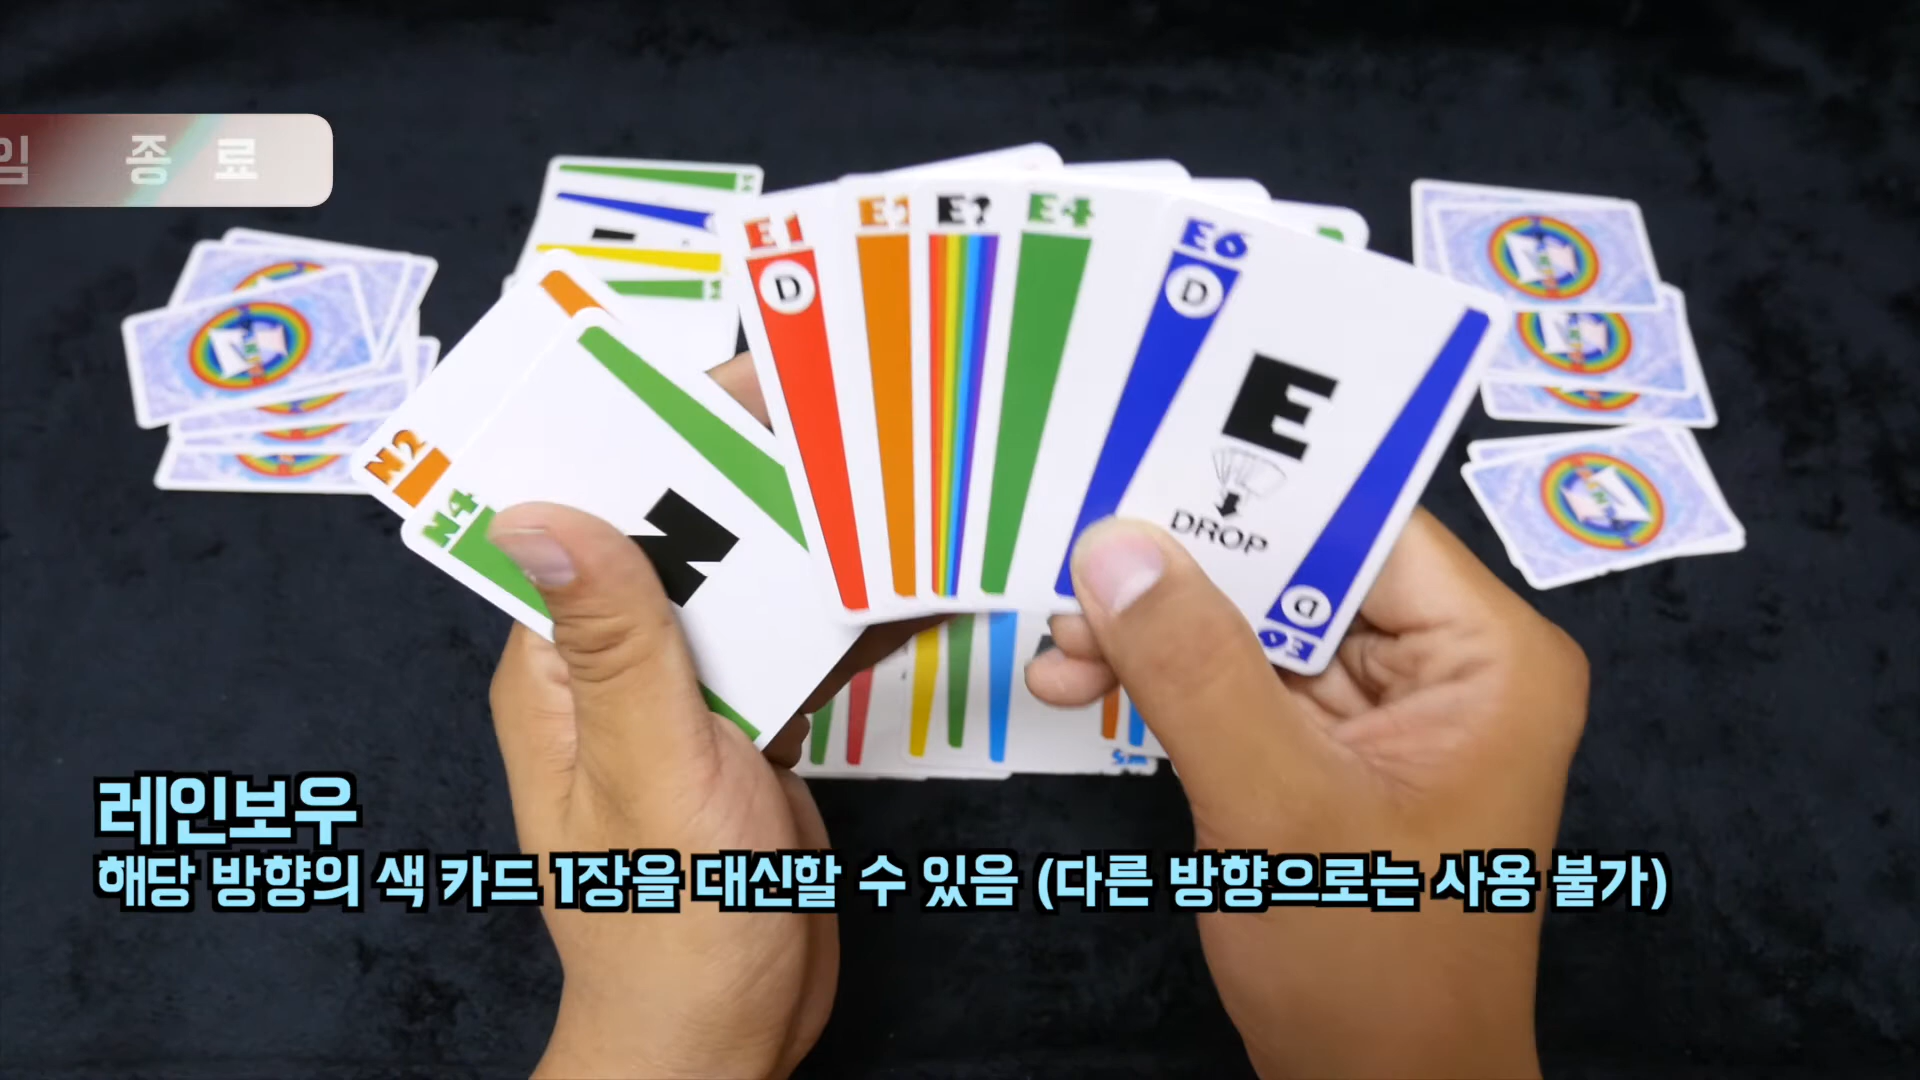 임 종 료
E1
D
E?
E4
E6
D
E
DROP
D
E6
N2
N4
N
레인보우
해당 방향의 색 카드 1장을 대신할 수 있음 (다른 방향으로는 사용 불가)